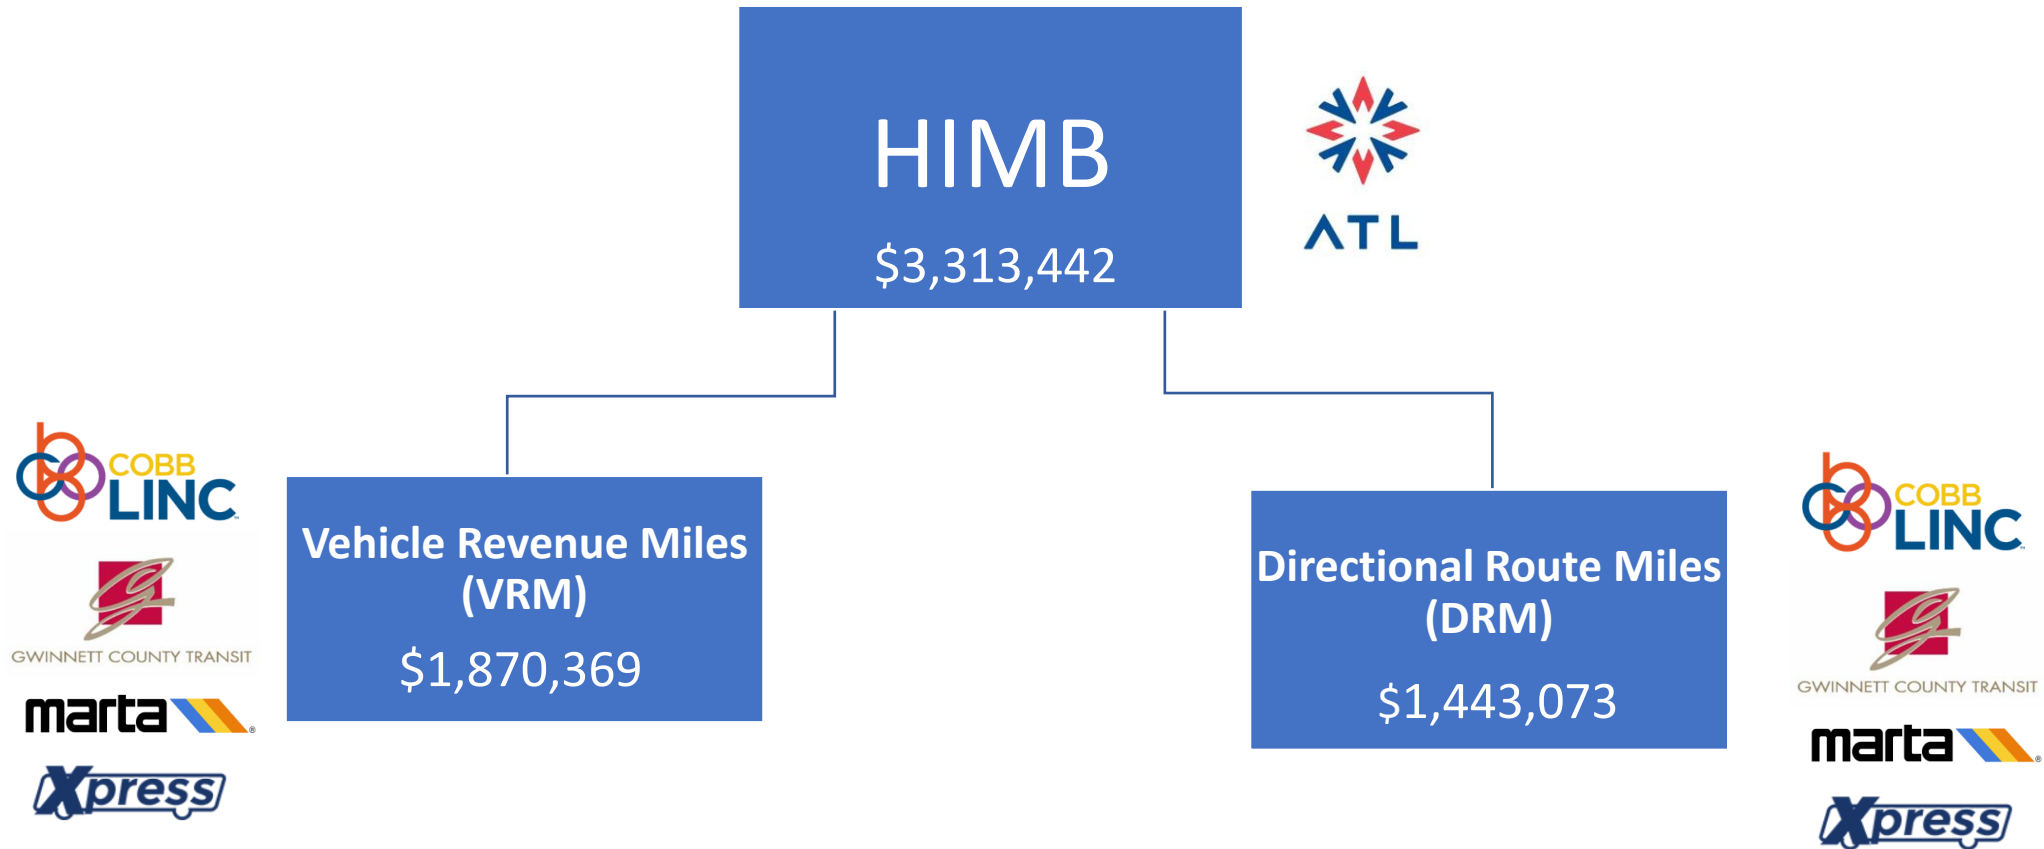 HIMB
$3,313,442
ATL
COBB
LINC
GWINNETT COUNTY TRANSIT
marta
Xpress
Vehicle Revenue Miles
(VRM)
$1,870,369
Directional Route Miles
(DRM)
$1,443,073
COBB
LINC
GWINNETT COUNTY TRANSIT
marta
Xpress